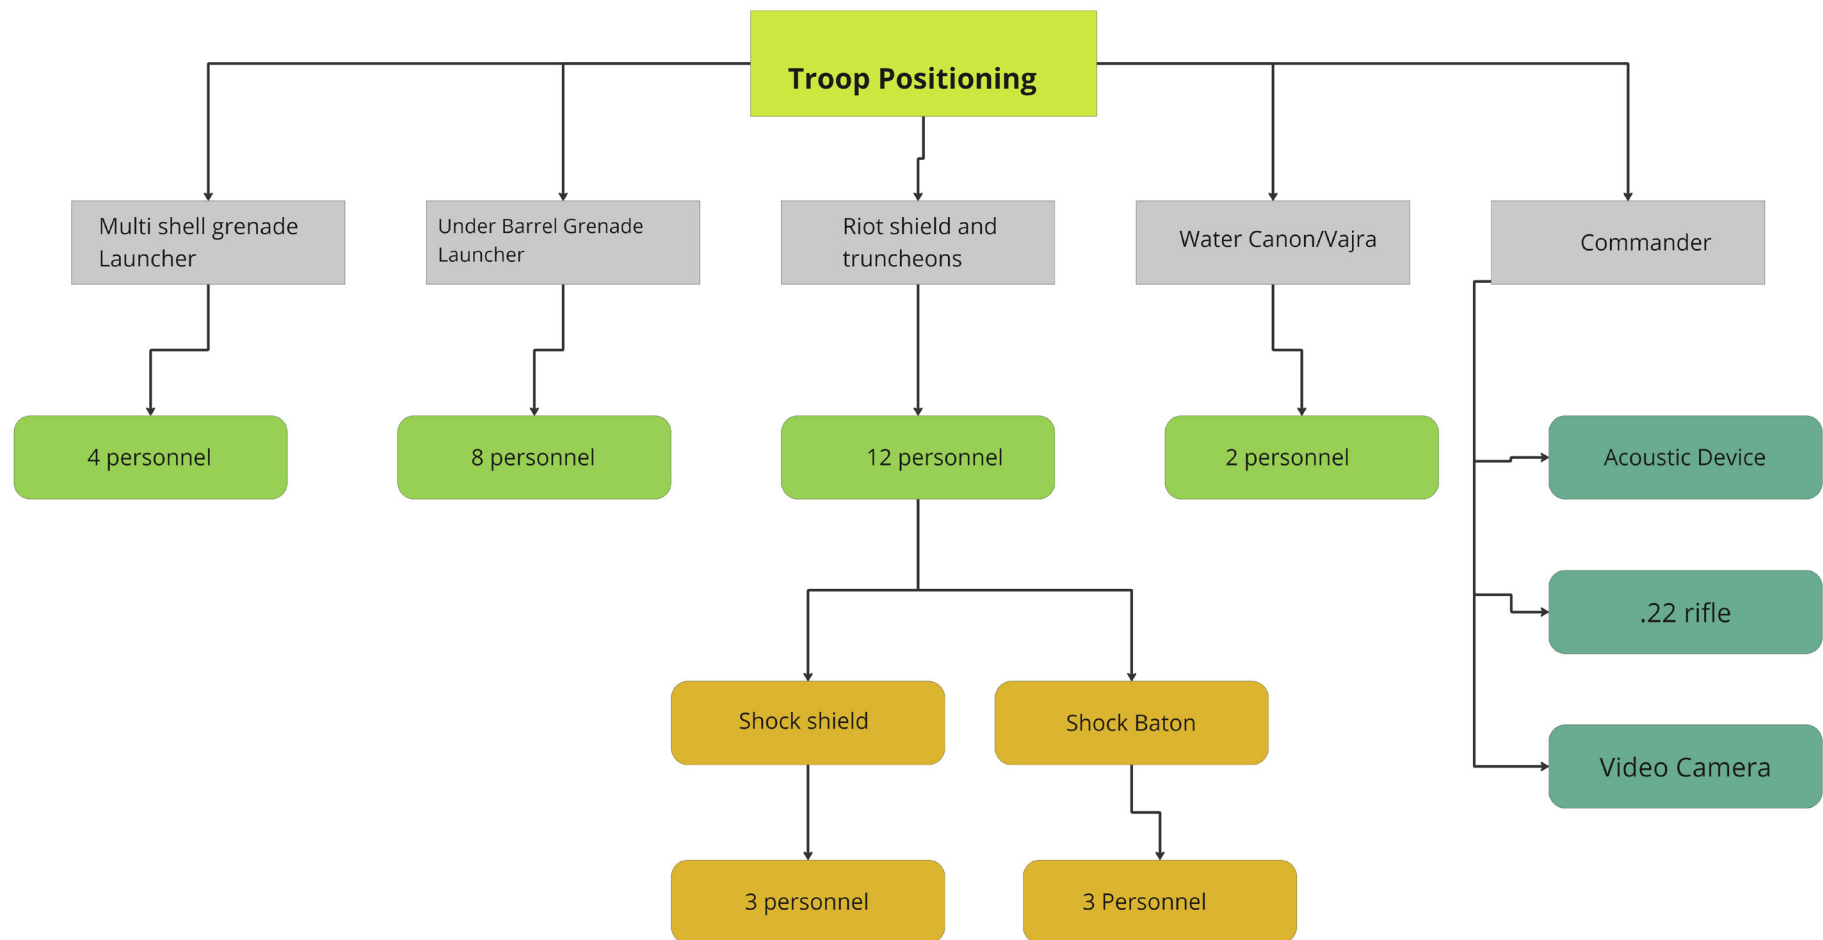 Troop Positioning
Multi shell grenade
Launcher
Under Barrel Grenade
Launcher
Riot shield and
truncheons
Water Canon/Vajra
Commander
4 personnel
8 personnel
12 personnel
2 personnel
Acoustic Device
.22 rifle
Shock shield
Shock Baton
Video Camera
3 personnel
3 Personnel